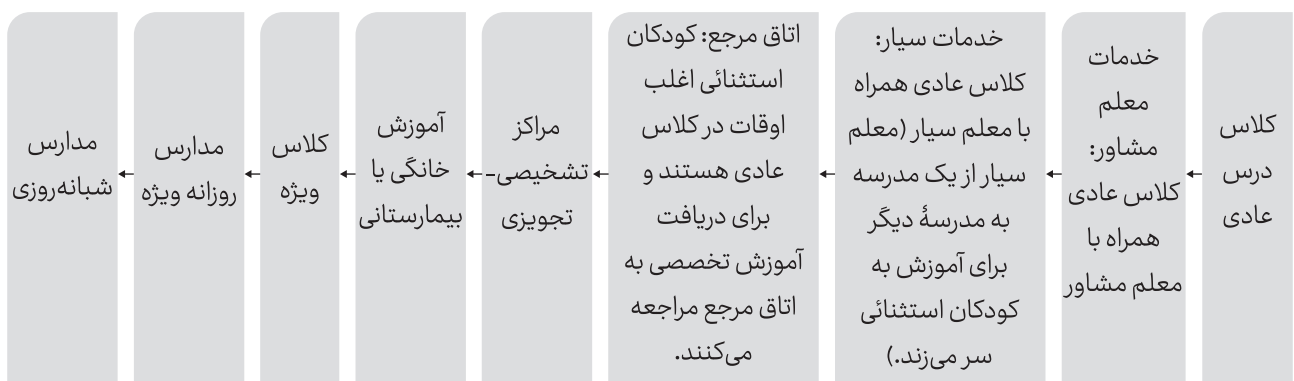 کلاس
درس
عادی
خدمات
معلم
مشاور:
کلاس عادی
همراه با
معلم مشاور
خدمات سیار:
کلاس عادی همراه
با معلم سیار (معلم
سیار از یک مدرسه
به مدرسهٔ دیگر
برای آموزش به
کودکان استثنائی
سر می‌زند.)
اتاق مرجع: کودکان
استثنائی اغلب
اوقات در کلاس
عادی هستند و
برای دریافت
آموزش تخصصی به
اتاق مرجع مراجعه
می‌کنند.
مراکز
تشخیصی-
تجویزی
آموزش
خانگی یا
بیمارستانی
کلاس
ویژه
مدارس
روزانه ویژه
مدارس
شبانه‌روزی